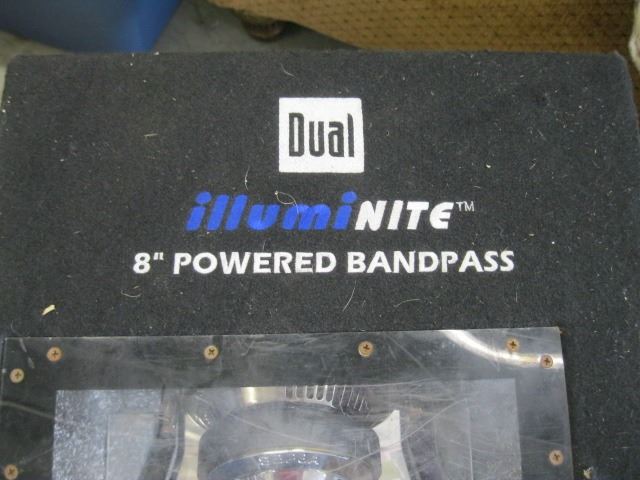 Dual
illumiNITE™
8" POWERED BANDPASS